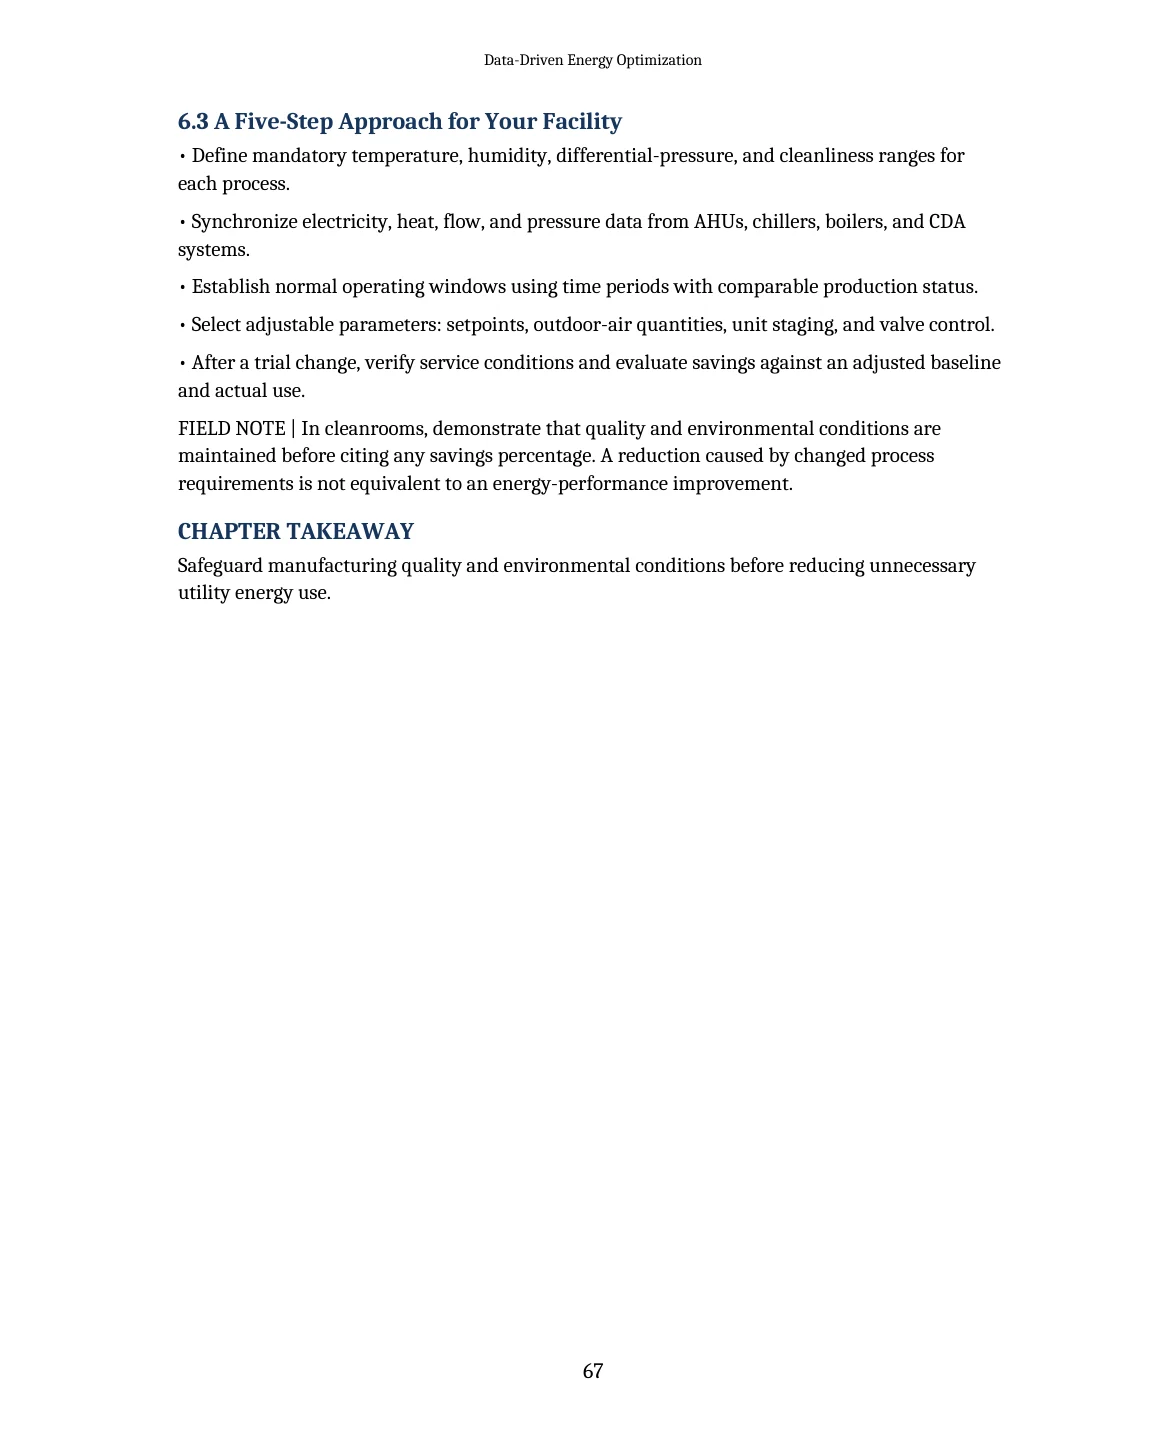 Data-Driven Energy Optimization
6.3 A Five-Step Approach for Your Facility
• Define mandatory temperature, humidity, differential-pressure, and cleanliness ranges for
each process.
• Synchronize electricity, heat, flow, and pressure data from AHUs, chillers, boilers, and CDA
systems.
• Establish normal operating windows using time periods with comparable production status.
• Select adjustable parameters: setpoints, outdoor-air quantities, unit staging, and valve control.
• After a trial change, verify service conditions and evaluate savings against an adjusted baseline
and actual use.
FIELD NOTE | In cleanrooms, demonstrate that quality and environmental conditions are
maintained before citing any savings percentage. A reduction caused by changed process
requirements is not equivalent to an energy-performance improvement.
CHAPTER TAKEAWAY
Safeguard manufacturing quality and environmental conditions before reducing unnecessary
utility energy use.
67